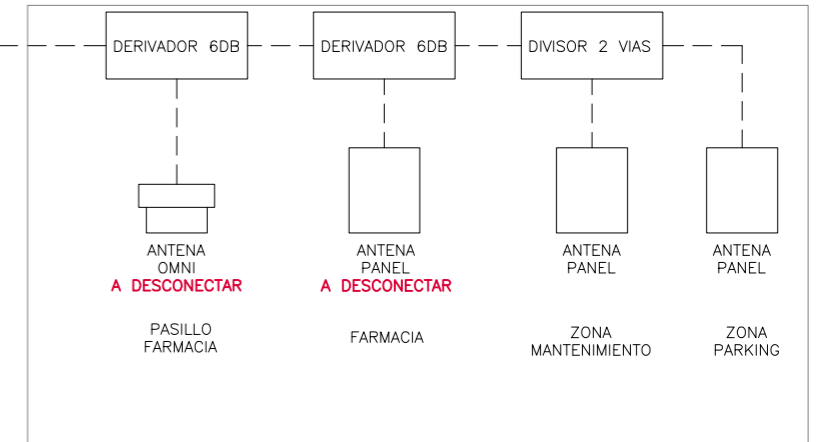 DERIVADOR 6DB
DERIVADOR 6DB
DIVISOR 2 VIAS
ANTENA
OMNI
A DESCONECTAR
PASILLO
FARMACIA
ANTENA
PANEL
A DESCONECTAR
FARMACIA
ANTENA
PANEL
ZONA
MANTENIMIENTO
ANTENA
PANEL
ZONA
PARKING